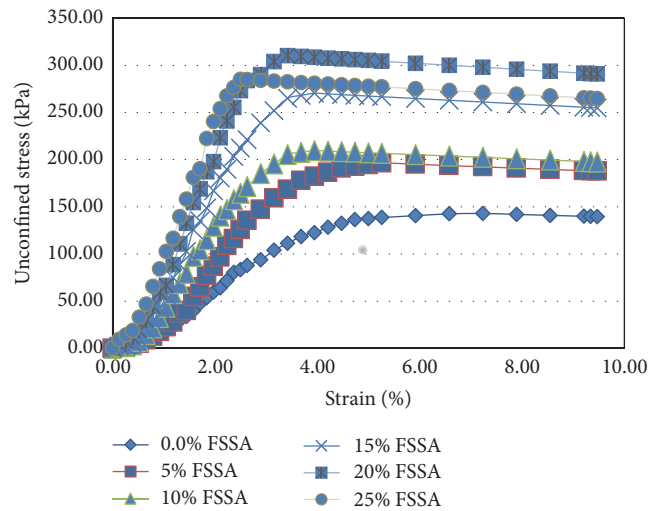 350.00
300.00
250.00
200.00
150.00
100.00
50.00
0.00
0.00 2.00 4.00 6.00 8.00 10.00
Unconfined stress (kPa)
Strain (%)
0.0% FSSA
5% FSSA
10% FSSA
15% FSSA
20% FSSA
25% FSSA